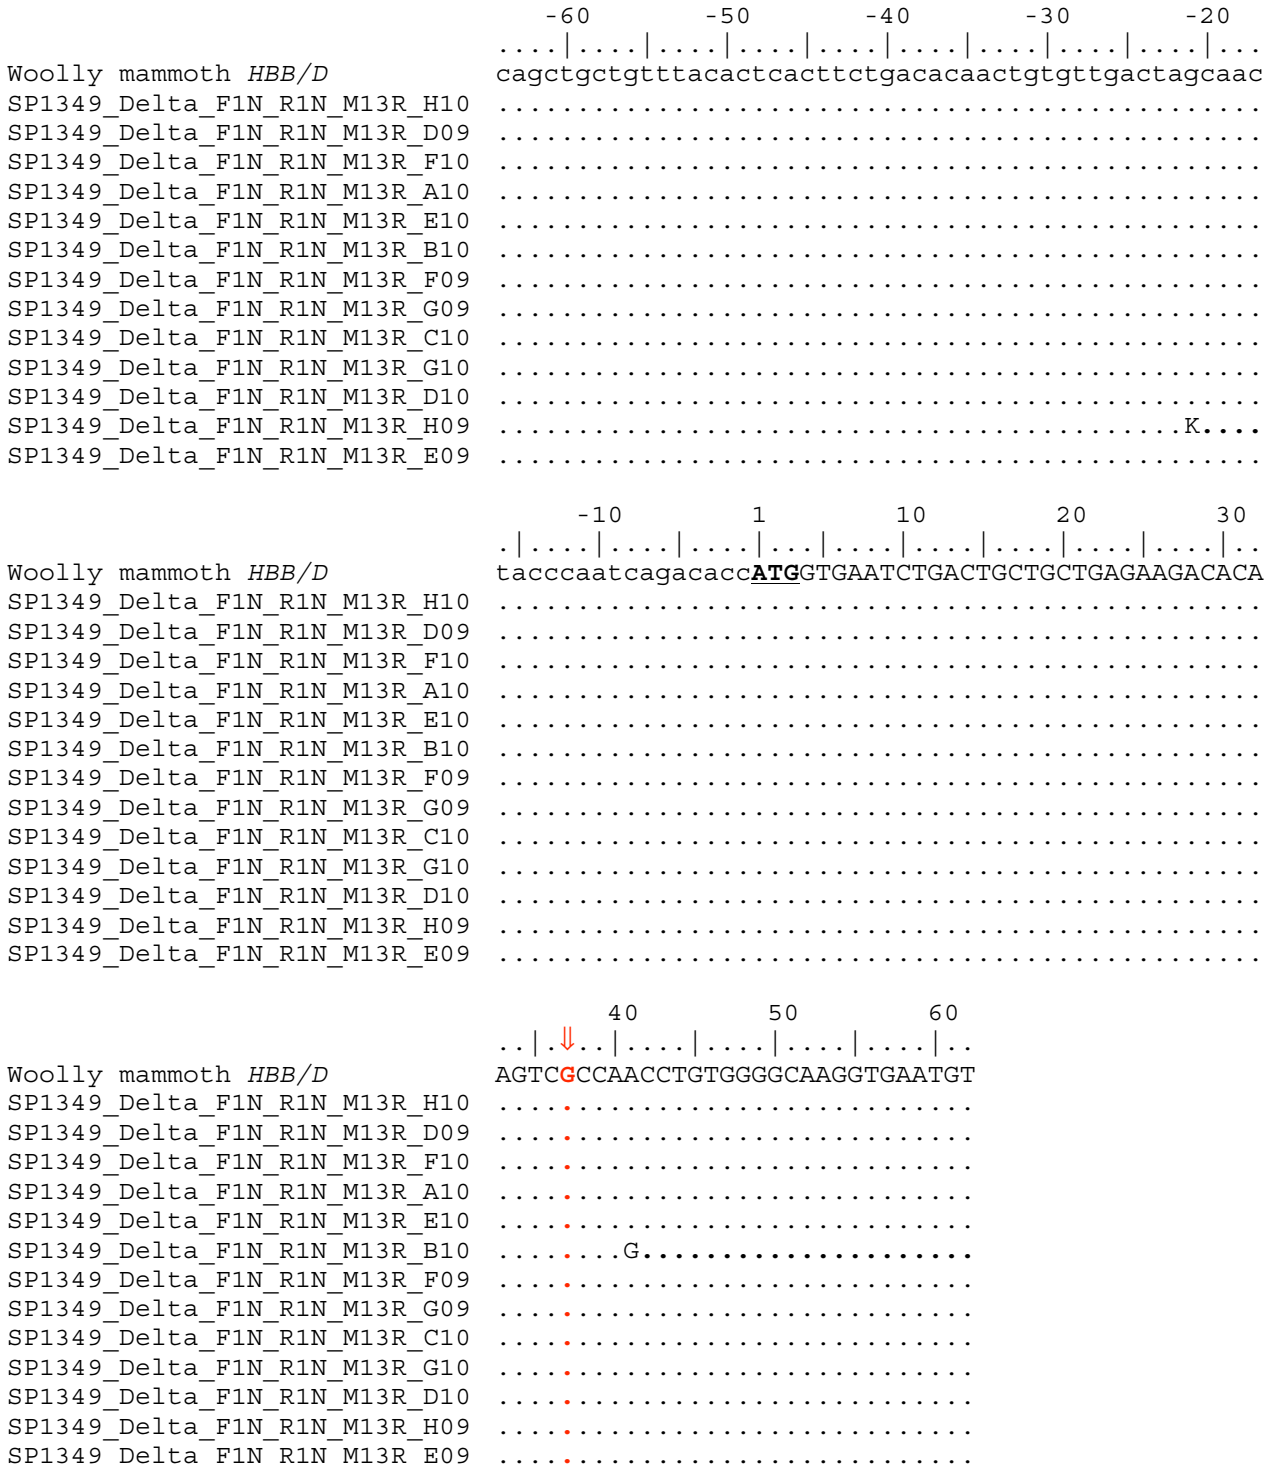 -60 -50 -40 -30 -20
....|....|....|....|....|....|....|....|....|...
Woolly mammoth HBB/D cagctgctgtttacactcacttctgacacaactgtgttgactagcaac
SP1349_Delta_F1N_R1N_M13R_H10 ................................................
SP1349_Delta_F1N_R1N_M13R_D09 ................................................
SP1349_Delta_F1N_R1N_M13R_F10 ................................................
SP1349_Delta_F1N_R1N_M13R_A10 ................................................
SP1349_Delta_F1N_R1N_M13R_E10 ................................................
SP1349_Delta_F1N_R1N_M13R_B10 ................................................
SP1349_Delta_F1N_R1N_M13R_F09 ................................................
SP1349_Delta_F1N_R1N_M13R_G09 ................................................
SP1349_Delta_F1N_R1N_M13R_C10 ................................................
SP1349_Delta_F1N_R1N_M13R_G10 ................................................
SP1349_Delta_F1N_R1N_M13R_D10 ................................................
SP1349_Delta_F1N_R1N_M13R_H09 ...........................................K....
SP1349_Delta_F1N_R1N_M13R_E09 ................................................
-10 1 10 20 30
.|....|....|....|...|....|....|....|....|....|..
Woolly mammoth HBB/D tacccaatcagacaccATGGTGAATCTGACTGCTGCTGAGAAGACACA
SP1349_Delta_F1N_R1N_M13R_H10 ................................................
SP1349_Delta_F1N_R1N_M13R_D09 ................................................
SP1349_Delta_F1N_R1N_M13R_F10 ................................................
SP1349_Delta_F1N_R1N_M13R_A10 ................................................
SP1349_Delta_F1N_R1N_M13R_E10 ................................................
SP1349_Delta_F1N_R1N_M13R_B10 ................................................
SP1349_Delta_F1N_R1N_M13R_F09 ................................................
SP1349_Delta_F1N_R1N_M13R_G09 ................................................
SP1349_Delta_F1N_R1N_M13R_C10 ................................................
SP1349_Delta_F1N_R1N_M13R_G10 ................................................
SP1349_Delta_F1N_R1N_M13R_D10 ................................................
SP1349_Delta_F1N_R1N_M13R_H09 ................................................
SP1349_Delta_F1N_R1N_M13R_E09 ................................................
40 50 60
..|.⇓..|....|....|....|....|..
Woolly mammoth HBB/D AGTCGCCAACCTGTGGGGCAAGGTGAATGT
SP1349_Delta_F1N_R1N_M13R_H10 ..............................
SP1349_Delta_F1N_R1N_M13R_D09 ..............................
SP1349_Delta_F1N_R1N_M13R_F10 ..............................
SP1349_Delta_F1N_R1N_M13R_A10 ..............................
SP1349_Delta_F1N_R1N_M13R_E10 ..............................
SP1349_Delta_F1N_R1N_M13R_B10 ........G.....................
SP1349_Delta_F1N_R1N_M13R_F09 ..............................
SP1349_Delta_F1N_R1N_M13R_G09 ..............................
SP1349_Delta_F1N_R1N_M13R_C10 ..............................
SP1349_Delta_F1N_R1N_M13R_G10 ..............................
SP1349_Delta_F1N_R1N_M13R_D10 ..............................
SP1349_Delta_F1N_R1N_M13R_H09 ..............................
SP1349_Delta_F1N_R1N_M13R_E09 ..............................